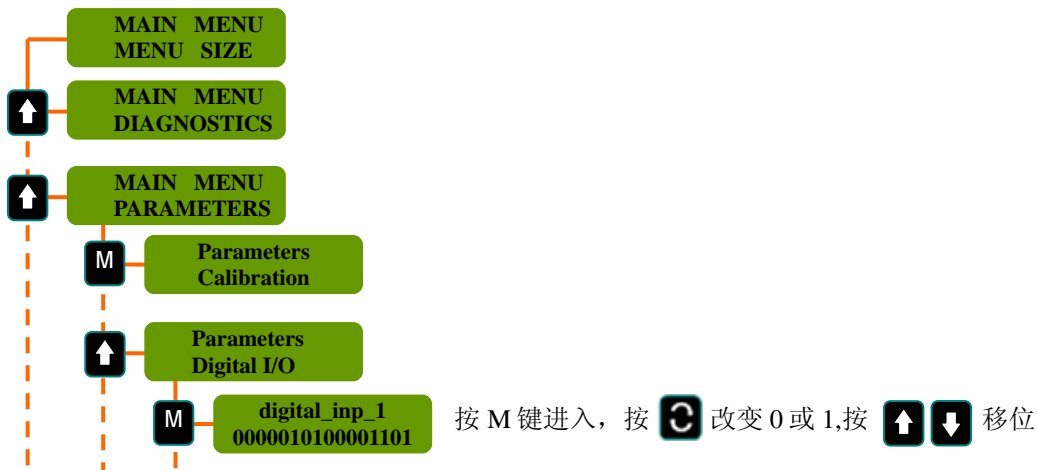 MAIN MENU
MENU SIZE
MAIN MENU
DIAGNOSTICS
MAIN MENU
PARAMETERS
M
Parameters
Calibration
Parameters
Digital I/O
M
digital_inp_1
0000010100001101
按 M 键进入，按 改变 0 或 1,按 移位